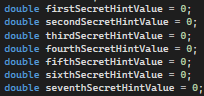 double firstSecretHintValue = 0;
double secondSecretHintValue = 0;
double thirdSecretHintValue = 0;
double fourthSecretHintValue = 0;
double fifthSecretHintValue = 0;
double sixthSecretHintValue = 0;
double seventhSecretHintValue = 0;